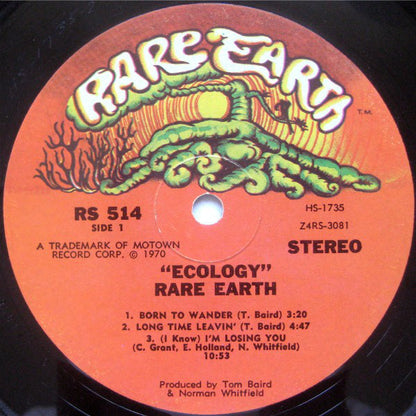 RARE EARTH
T.M.
RS 514
SIDE 1
HS-1735
Z4RS-3081
A TRADEMARK OF MOTOWN
RECORD CORP. © 1970
STEREO
"ECOLOGY"
RARE EARTH
1. BORN TO WANDER (T. Baird) 3:20
2. LONG TIME LEAVIN' (T. Baird) 4:47
3. (I Know) I'M LOSING YOU
(C. Grant, E. Holland, N. Whitfield)
10:53
Produced by Tom Baird
& Norman Whitfield